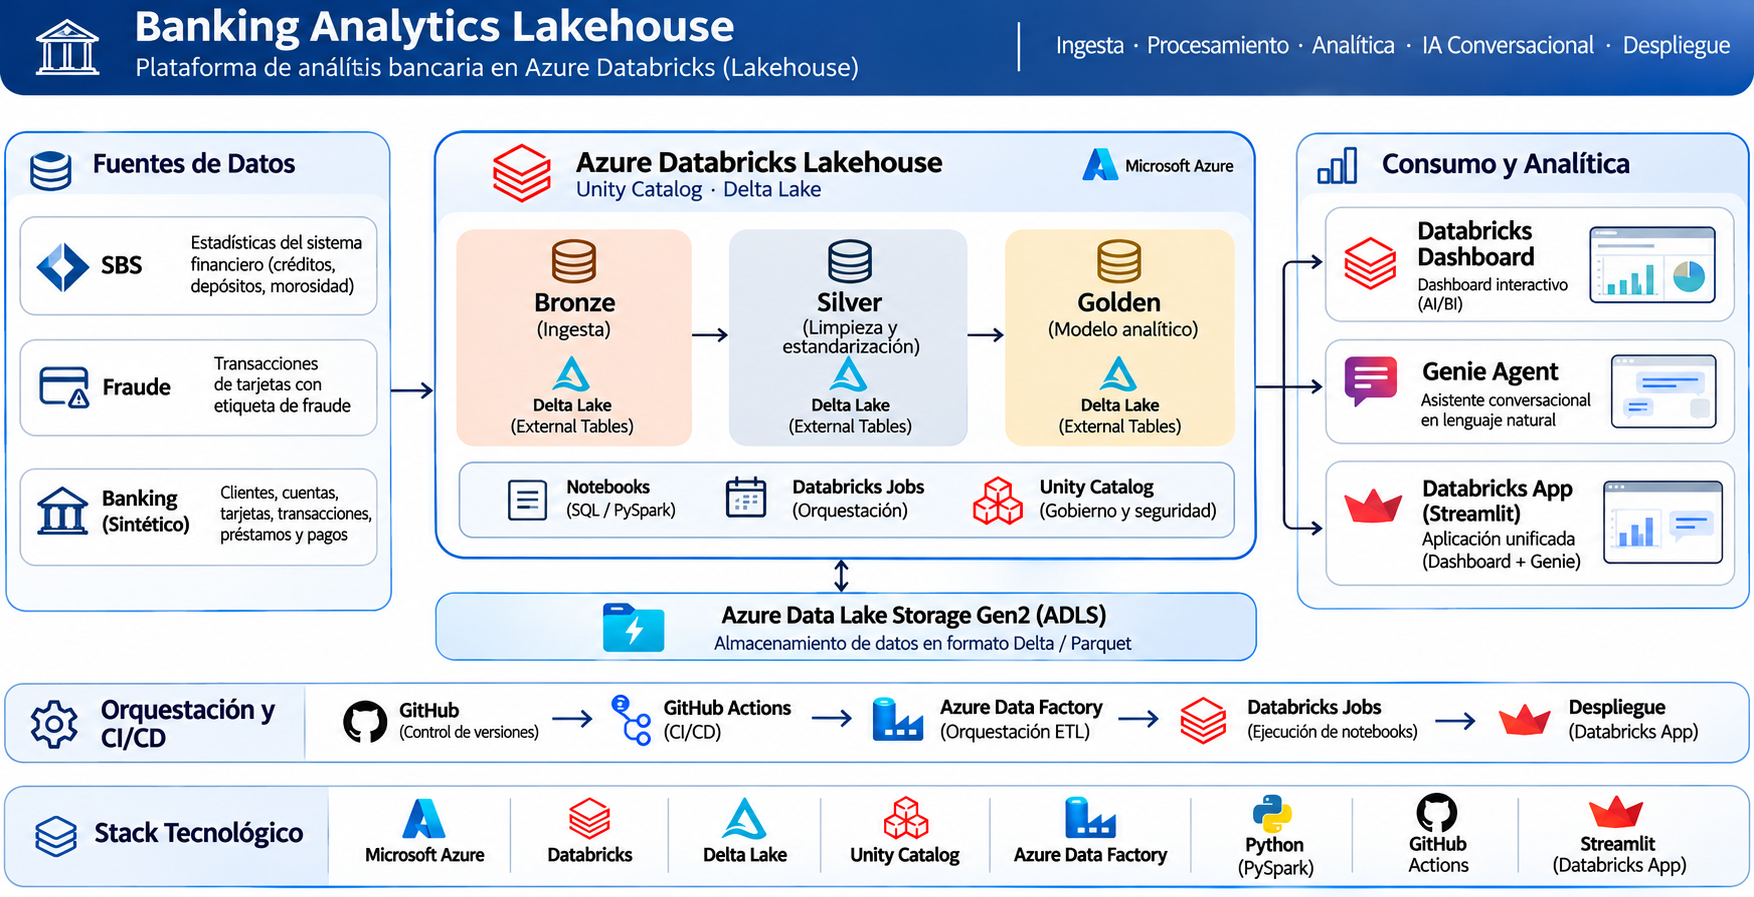 Banking Analytics Lakehouse
Plataforma de análitis bancaria en Azure Databricks (Lakehouse)
Ingesta · Procesamiento · Analítica · IA Conversacional · Despliegue
Fuentes de Datos
SBS
Estadísticas del sistema
financiero (créditos,
depósitos, morosidad)
Fraude
Transacciones
de tarjetas con
etiqueta de fraude
Banking
(Sintético)
Clientes, cuentas,
tarjetas, transacciones,
préstamos y pagos
Azure Databricks Lakehouse
Unity Catalog · Delta Lake
Microsoft Azure
Bronze
(Ingesta)
Delta Lake
(External Tables)
Silver
(Limpieza y
estandarización)
Delta Lake
(External Tables)
Golden
(Modelo analítico)
Delta Lake
(External Tables)
Notebooks
(SQL / PySpark)
Databricks Jobs
(Orquestación)
Unity Catalog
(Gobierno y seguridad)
Azure Data Lake Storage Gen2 (ADLS)
Almacenamiento de datos en formato Delta / Parquet
Consumo y Analítica
Databricks
Dashboard
Dashboard interactivo
(AI/BI)
Genie Agent
Asistente conversacional
en lenguaje natural
Databricks App
(Streamlit)
Aplicación unificada
(Dashboard + Genie)
Orquestación y
CI/CD
GitHub
(Control de versiones)
GitHub Actions
(CI/CD)
Azure Data Factory
(Orquestación ETL)
Databricks Jobs
(Ejecución de notebooks)
Despliegue
(Databricks App)
Stack Tecnológico
Microsoft Azure
Databricks
Delta Lake
Unity Catalog
Azure Data Factory
Python
(PySpark)
GitHub
Actions
Streamlit
(Databricks App)